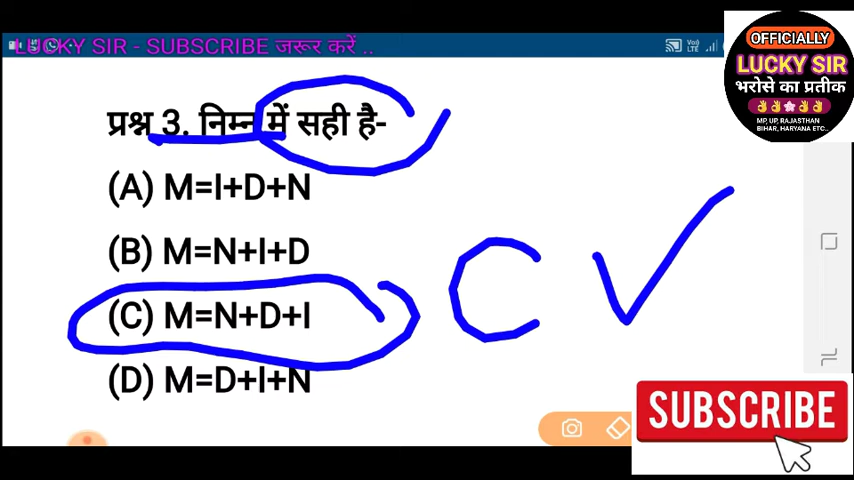 LUCKY SIR - SUBSCRIBE जरूर करें ..
OFFICIALLY
LUCKY SIR
भरोसे का प्रतीक
MP, UP, RAJASTHAN
BIHAR, HARYANA ETC..
प्रश्न 3. निम्न में सही है-
(A) M=I+D+N
(B) M=N+I+D
(C) M=N+D+I
(D) M=D+I+N
C
SUBSCRIBE